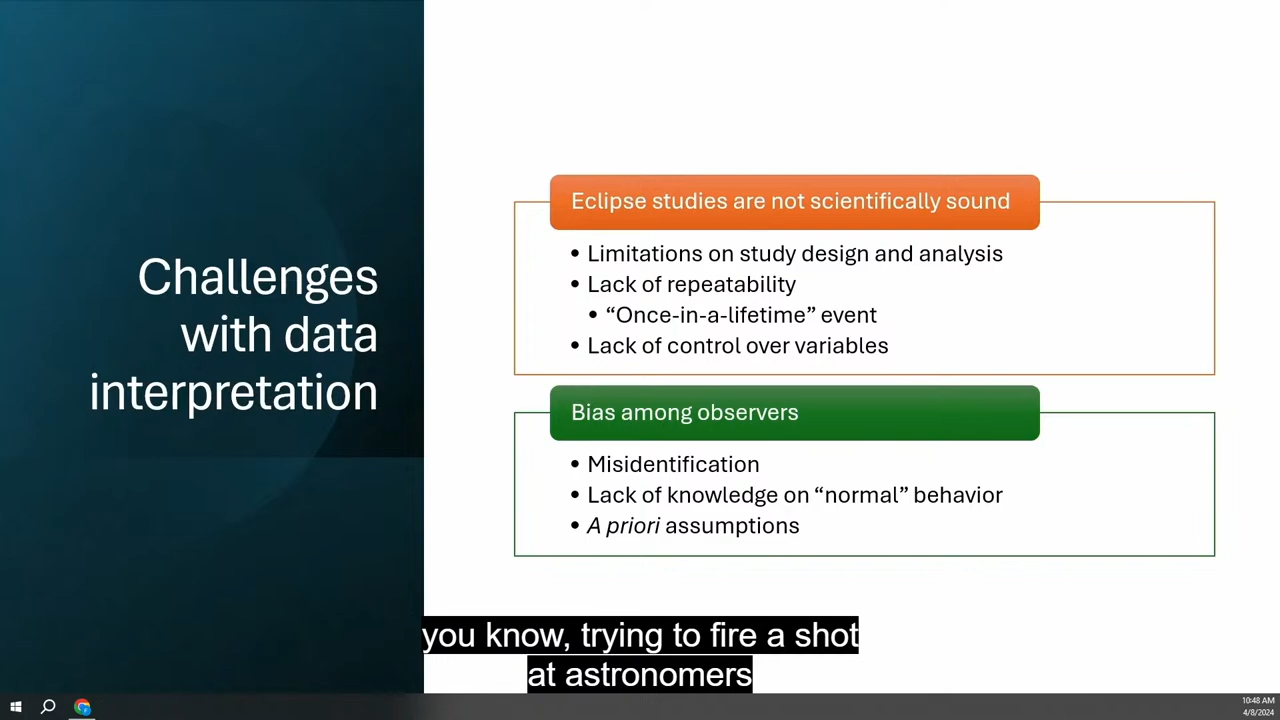 Challenges
with data
interpretation
Eclipse studies are not scientifically sound
• Limitations on study design and analysis
• Lack of repeatability
• “Once-in-a-lifetime” event
• Lack of control over variables
Bias among observers
• Misidentification
• Lack of knowledge on “normal” behavior
• A priori assumptions
you know, trying to fire a shot
at astronomers
10:48 AM
4/8/2024